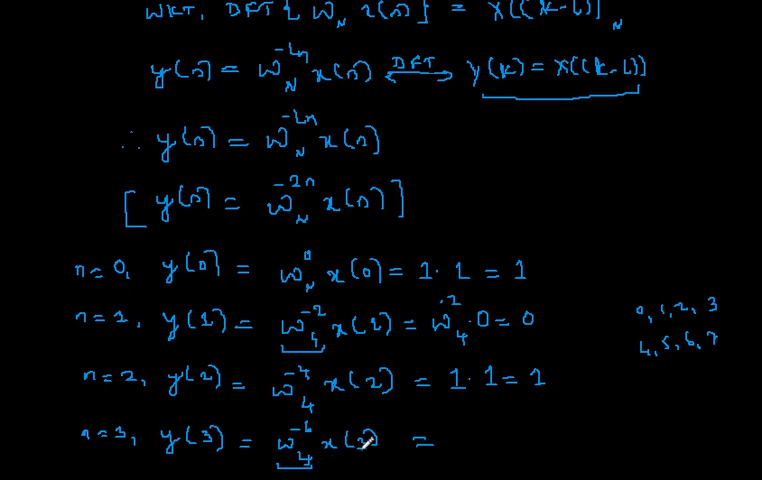 WKT, DFT { W_N^{-Ln} x(n) } = X((k-L))_N
y(n) = W_N^{-Ln} x(n) <-DFT-> Y(k) = X((k-L))
∴ y(n) = W_N^{-Ln} x(n)
[ y(n) = W_N^{-2n} x(n) ]
n=0, y(0) = W_N^0 x(0) = 1·1 = 1
n=1, y(1) = W_4^{-2} x(1) = W_4^{-2}·0 = 0
0, 1, 2, 3
4, 5, 6, 7
n=2, y(2) = W_4^{-4} x(2) = 1·1 = 1
n=3, y(3) = W_4^{-6} x(3) =